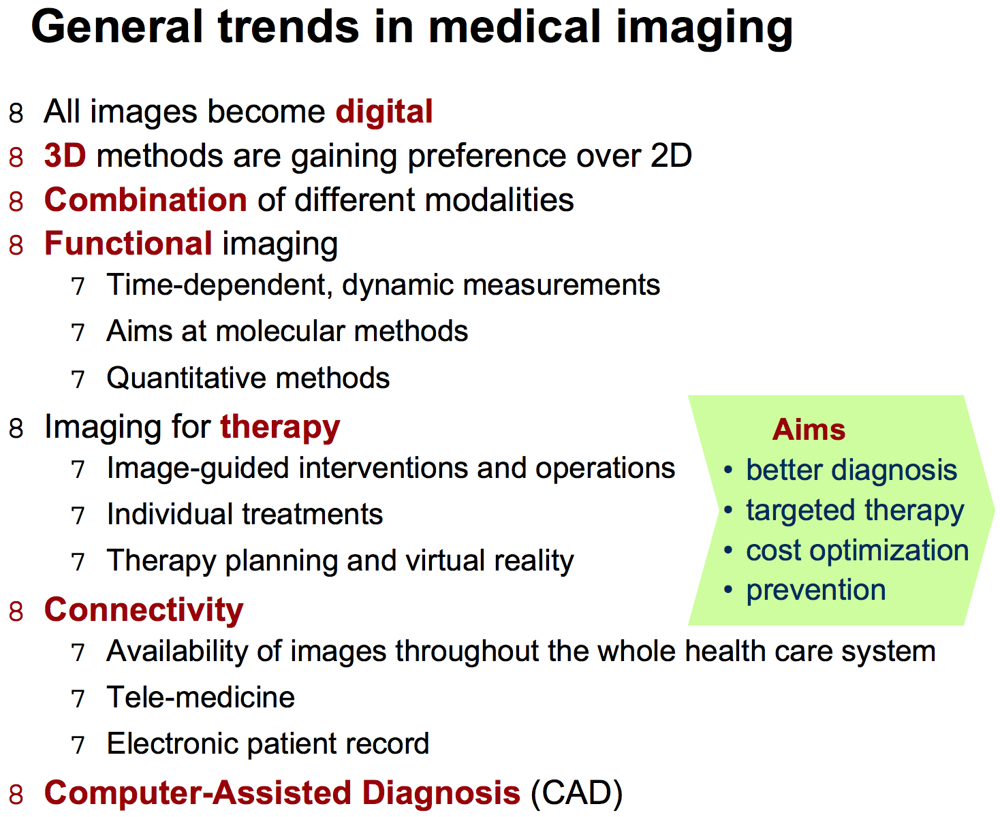 General trends in medical imaging
8 All images become digital
8 3D methods are gaining preference over 2D
8 Combination of different modalities
8 Functional imaging
7 Time-dependent, dynamic measurements
7 Aims at molecular methods
7 Quantitative methods
8 Imaging for therapy
7 Image-guided interventions and operations
7 Individual treatments
7 Therapy planning and virtual reality
Aims
• better diagnosis
• targeted therapy
• cost optimization
• prevention
8 Connectivity
7 Availability of images throughout the whole health care system
7 Tele-medicine
7 Electronic patient record
8 Computer-Assisted Diagnosis (CAD)